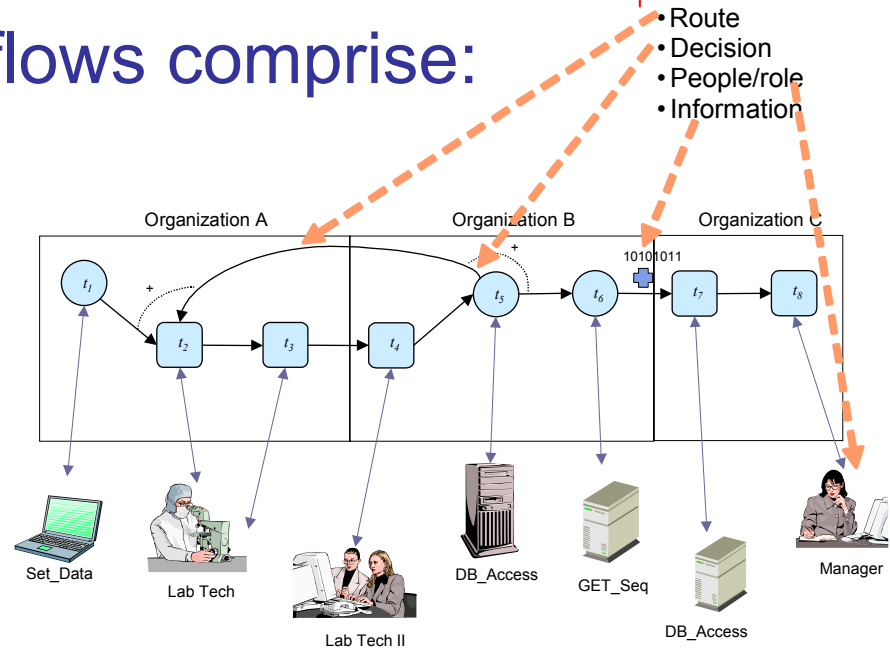 flows comprise:
• Route
• Decision
• People/role
• Information
Organization A
Organization B
Organization C
10101011
+
+
t1
t2
t3
t4
t5
t6
t7
t8
Set_Data
Lab Tech
Lab Tech II
DB_Access
GET_Seq
DB_Access
Manager